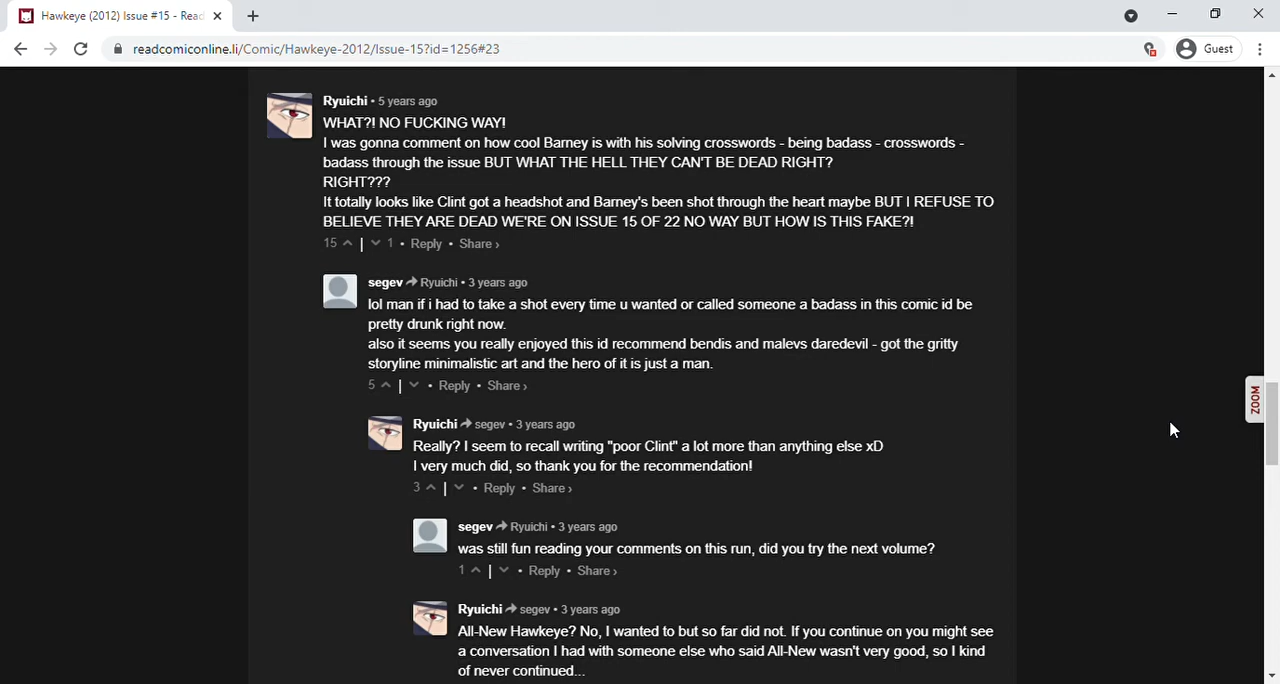 Hawkeye (2012) Issue #15 - Read
readcomiconline.li/Comic/Hawkeye-2012/Issue-15?id=1256#23
Guest
Ryuichi • 5 years ago
WHAT?! NO FUCKING WAY!
I was gonna comment on how cool Barney is with his solving crosswords - being badass - crosswords -
badass through the issue BUT WHAT THE HELL THEY CAN'T BE DEAD RIGHT?
RIGHT???
It totally looks like Clint got a headshot and Barney's been shot through the heart maybe BUT I REFUSE TO
BELIEVE THEY ARE DEAD WE'RE ON ISSUE 15 OF 22 NO WAY BUT HOW IS THIS FAKE?!
15 | 1 • Reply • Share ›
segev Ryuichi • 3 years ago
lol man if i had to take a shot every time u wanted or called someone a badass in this comic id be
pretty drunk right now.
also it seems you really enjoyed this id recommend bendis and malevs daredevil - got the gritty
storyline minimalistic art and the hero of it is just a man.
5 | • Reply • Share ›
Ryuichi segev • 3 years ago
Really? I seem to recall writing "poor Clint" a lot more than anything else xD
I very much did, so thank you for the recommendation!
3 | • Reply • Share ›
segev Ryuichi • 3 years ago
was still fun reading your comments on this run, did you try the next volume?
1 | • Reply • Share ›
Ryuichi segev • 3 years ago
All-New Hawkeye? No, I wanted to but so far did not. If you continue on you might see
a conversation I had with someone else who said All-New wasn't very good, so I kind
of never continued...
ZOOM